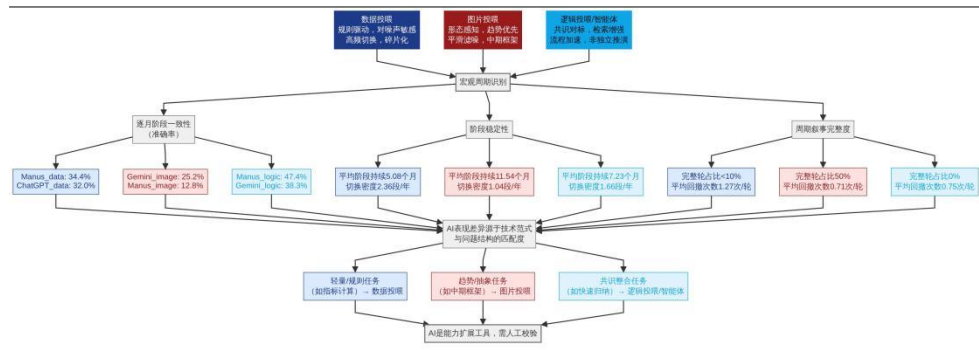 数据投喂
规则驱动，对噪声敏感
高频切换，碎片化
图片投喂
形态感知，趋势优先
平滑滤噪，中期框架
逻辑投喂/智能体
共识对标，检索增强
流程加速，非独立推演
宏观周期识别
逐月阶段一致性
（准确率）
阶段稳定性
周期叙事完整度
Manus_data: 34.4%
ChatGPT_data: 32.0%
Gemini_image: 25.2%
Manus_image: 12.8%
Manus_logic: 47.4%
Gemini_logic: 38.3%
平均阶段持续5.08个月
切换密度2.36段/年
平均阶段持续11.54个月
切换密度1.04段/年
平均阶段持续7.23个月
切换密度1.66段/年
完整轮占比<10%
平均回撤次数1.27次/轮
完整轮占比50%
平均回撤次数0.71次/轮
完整轮占比0%
平均回撤次数0.75次/轮
AI表现差异源于技术范式
与问题结构的匹配度
轻量/规则任务
（如指标计算）→ 数据投喂
趋势/抽象任务
（如中期框架）→ 图片投喂
共识整合任务
（如快速归纳）→ 逻辑投喂/智能体
AI是能力扩展工具，需人工校验